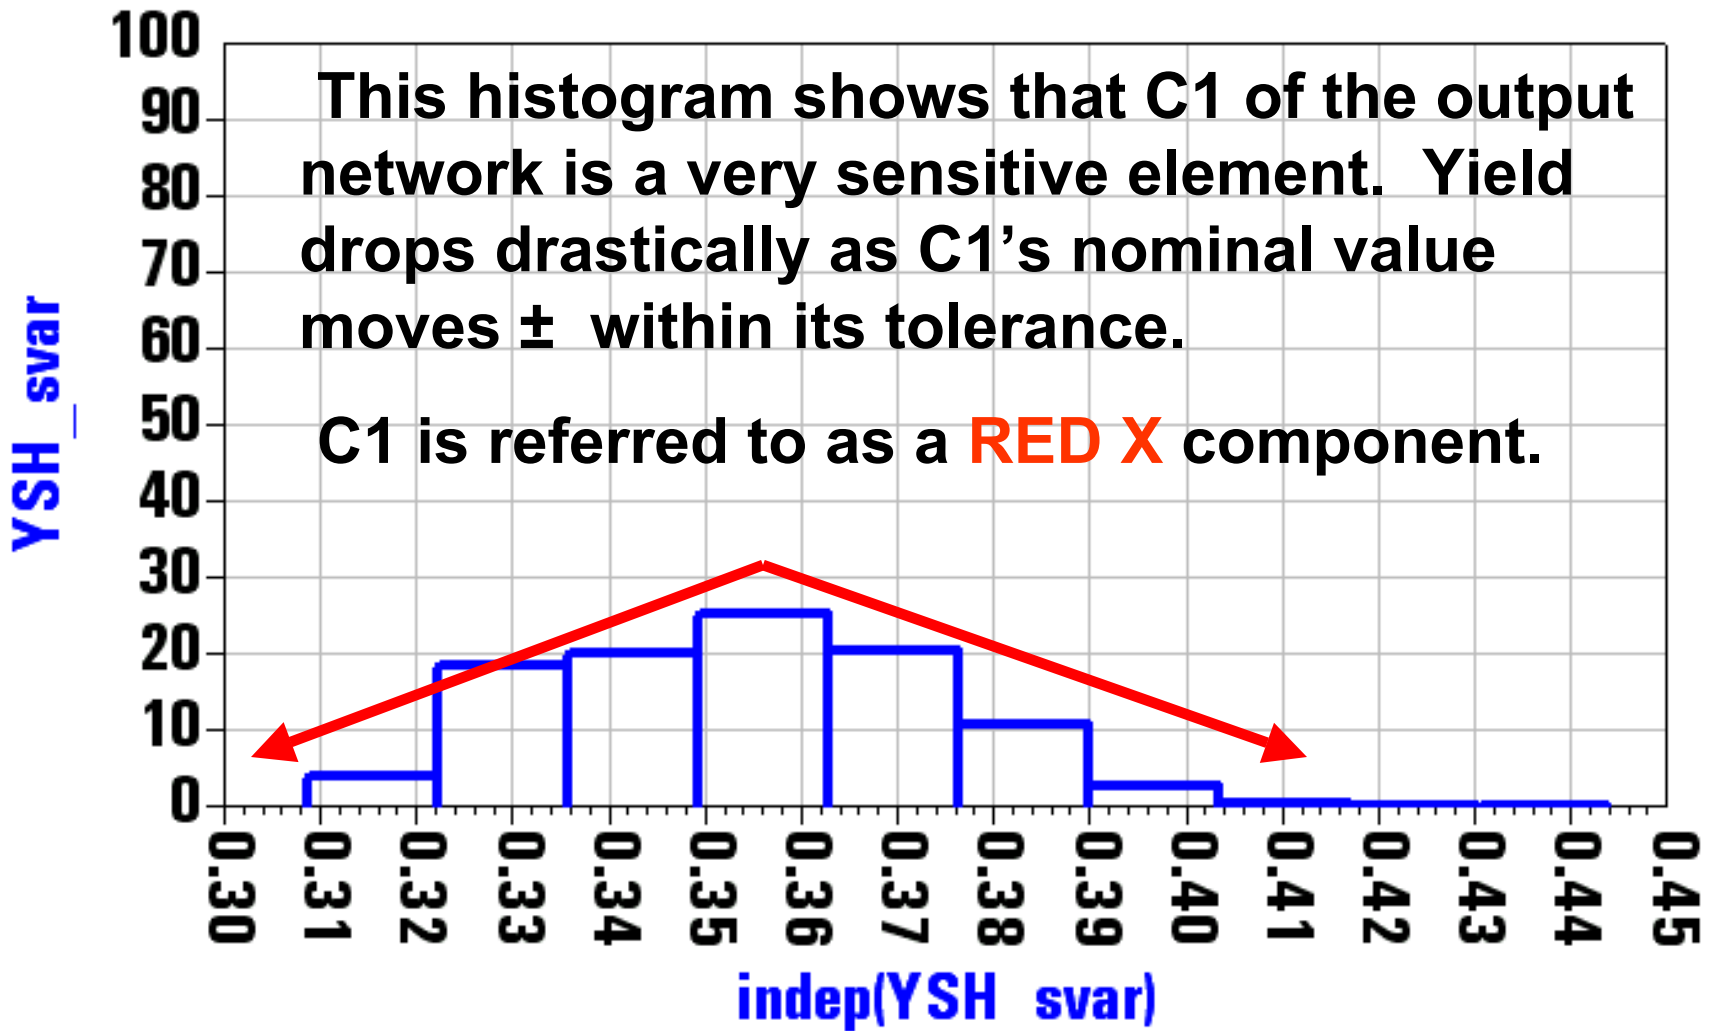 100
This histogram shows that C1 of the output
90
network is a very sensitive element.  Yield
80
drops drastically as C1’s nominal value
70
moves ±  within its tolerance.
60
C1 is referred to as a RED X component.
50
40
30
20
10
0
YSH_svar
0.30 0.31 0.32 0.33 0.34 0.35 0.36 0.37 0.38 0.39 0.40 0.41 0.42 0.43 0.44 0.45
indep(YSH_svar)